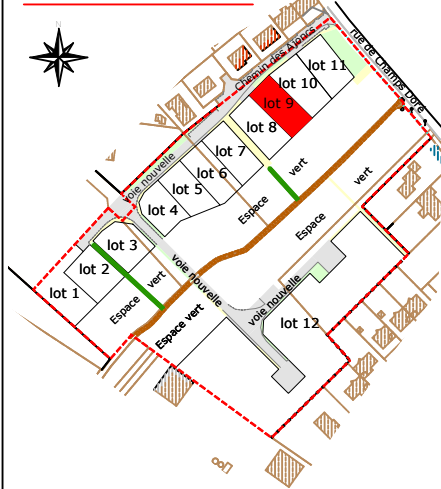 N
rue de Champs Doré
Chemin des Ajoncs
lot 11
lot 10
lot 9
lot 8
lot 7
lot 6
lot 5
lot 4
voie nouvelle
vert
Espace
vert
Espace
lot 3
lot 2
lot 1
vert
Espace
voie nouvelle
Espace vert
voie nouvelle
lot 12